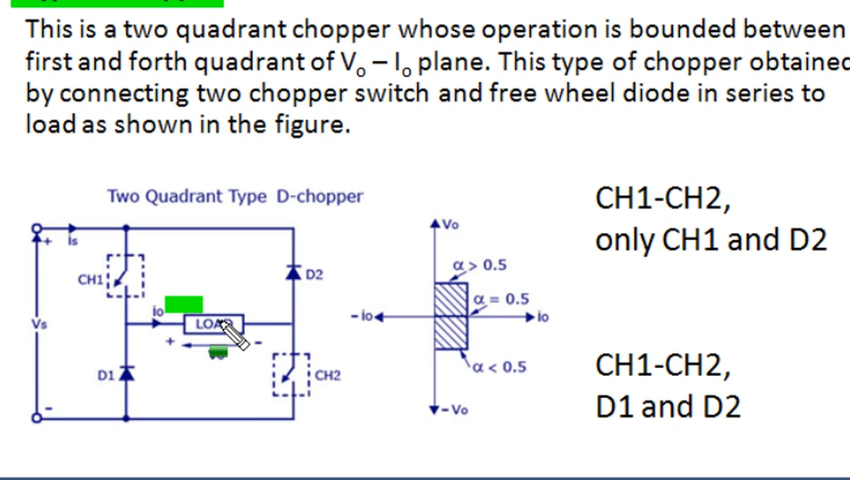 This is a two quadrant chopper whose operation is bounded between
first and forth quadrant of Vₒ – Iₒ plane. This type of chopper obtained
by connecting two chopper switch and free wheel diode in series to
load as shown in the figure.
Two Quadrant Type D-chopper
+
is
CH1
D2
io
LOAD
+
-
Vs
D1
CH2
-
Vo
α > 0.5
α = 0.5
-io
io
α < 0.5
-Vo
CH1-CH2,
only CH1 and D2
CH1-CH2,
D1 and D2